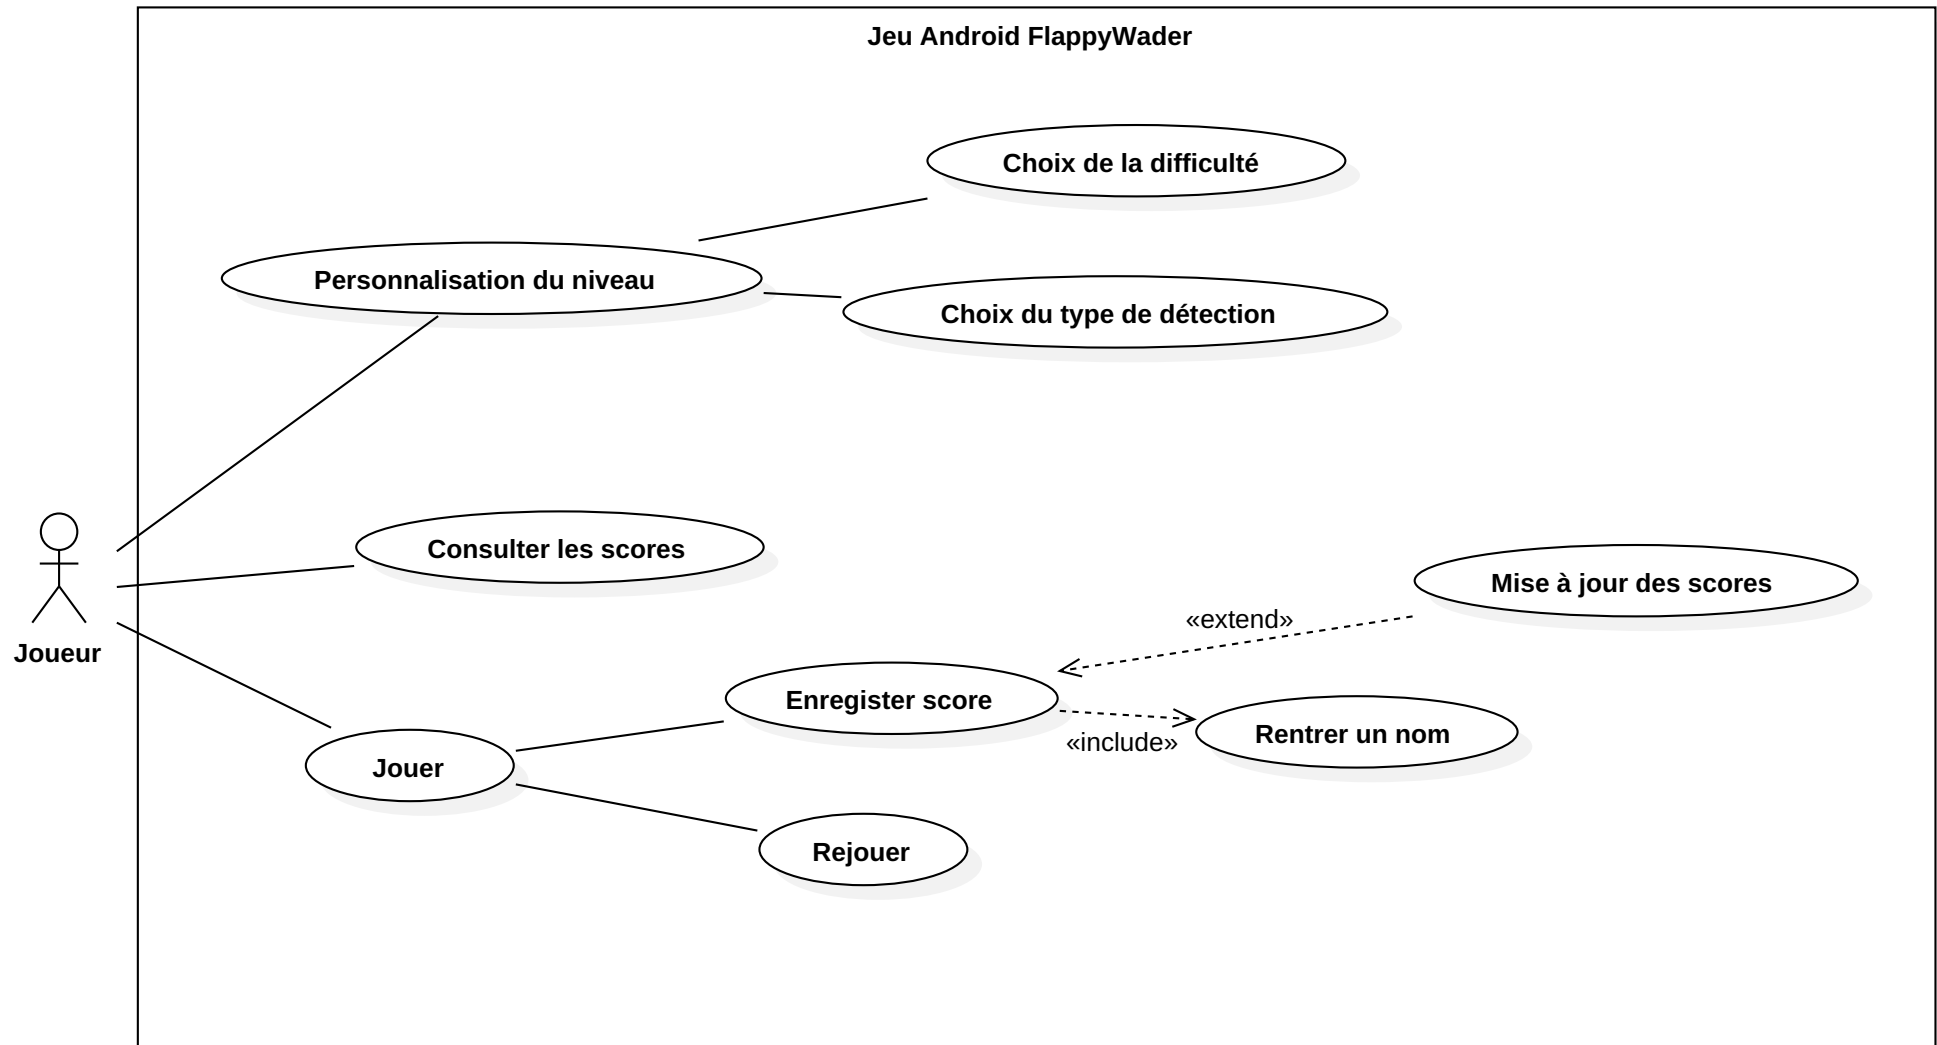 Jeu Android FlappyWader
Choix de la difficulté
Personnalisation du niveau
Choix du type de détection
Consulter les scores
Mise à jour des scores
«extend»
Joueur
Enregister score
Rentrer un nom
«include»
Jouer
Rejouer